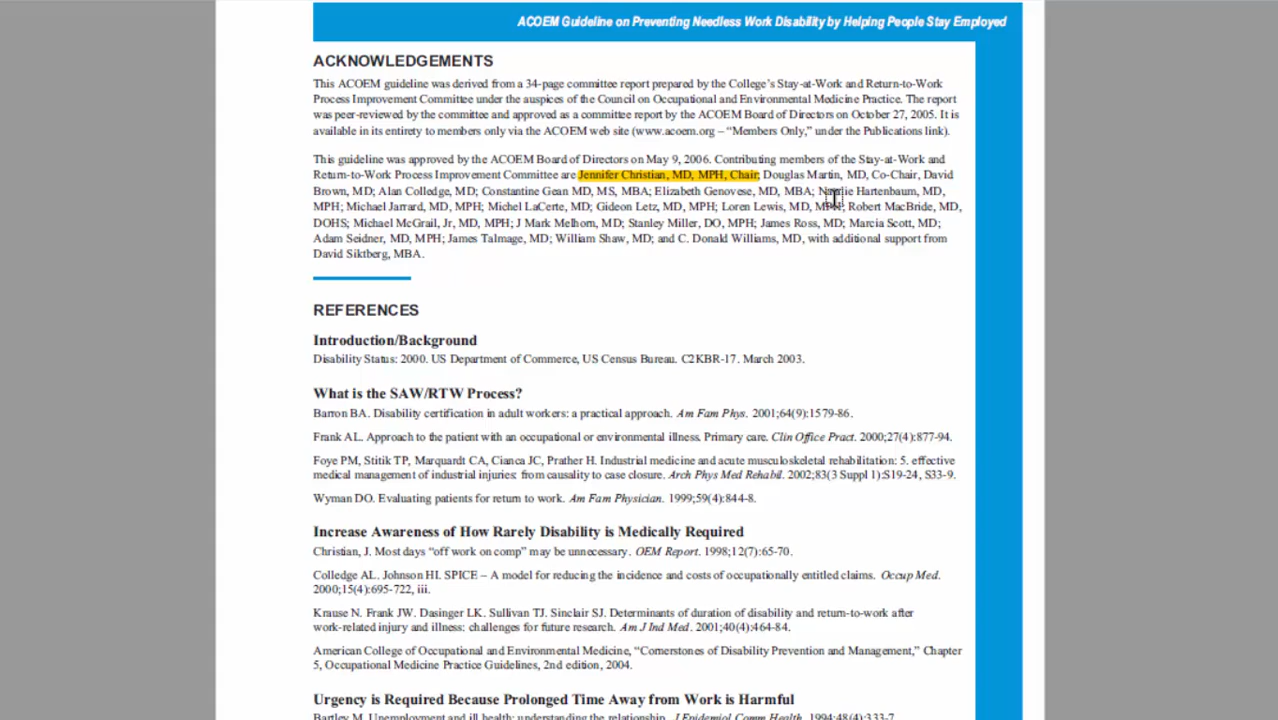 ACOEM Guideline on Preventing Needless Work Disability by Helping People Stay Employed
ACKNOWLEDGEMENTS
This ACOEM guideline was derived from a 34-page committee report prepared by the College's Stay-at-Work and Return-to-Work
Process Improvement Committee under the auspices of the Council on Occupational and Environmental Medicine Practice. The report
was peer-reviewed by the committee and approved as a committee report by the ACOEM Board of Directors on October 27, 2005. It is
available in its entirety to members only via the ACOEM web site (www.acoem.org – “Members Only,” under the Publications link).
This guideline was approved by the ACOEM Board of Directors on May 9, 2006. Contributing members of the Stay-at-Work and
Return-to-Work Process Improvement Committee are Jennifer Christian, MD, MPH, Chair; Douglas Martin, MD, Co-Chair, David
Brown, MD; Alan Colledge, MD; Constantine Gean MD, MS, MBA; Elizabeth Genovese, MD, MBA; Natalie Hartenbaum, MD,
MPH; Michael Jarrard, MD, MPH; Michel LaCerte, MD; Gideon Letz, MD, MPH; Loren Lewis, MD, MPH; Robert MacBride, MD,
DOHS; Michael McGrail, Jr, MD, MPH; J Mark Melhorn, MD; Stanley Miller, DO, MPH; James Ross, MD; Marcia Scott, MD;
Adam Seidner, MD, MPH; James Talmage, MD; William Shaw, MD; and C. Donald Williams, MD, with additional support from
David Siktberg, MBA.
REFERENCES
Introduction/Background
Disability Status: 2000. US Department of Commerce, US Census Bureau. C2KBR-17. March 2003.
What is the SAW/RTW Process?
Barron BA. Disability certification in adult workers: a practical approach. Am Fam Phys. 2001;64(9):1579-86.
Frank AL. Approach to the patient with an occupational or environmental illness. Primary care. Clin Office Pract. 2000;27(4):877-94.
Foye PM, Stitik TP, Marquardt CA, Cianca JC, Prather H. Industrial medicine and acute musculoskeletal rehabilitation: 5. effective
medical management of industrial injuries: from causality to case closure. Arch Phys Med Rehabil. 2002;83(3 Suppl 1):S19-24, S33-9.
Wyman DO. Evaluating patients for return to work. Am Fam Physician. 1999;59(4):844-8.
Increase Awareness of How Rarely Disability is Medically Required
Christian, J. Most days “off work on comp” may be unnecessary. OEM Report. 1998;12(7):65-70.
Colledge AL. Johnson HI. SPICE – A model for reducing the incidence and costs of occupationally entitled claims. Occup Med.
2000;15(4):695-722, iii.
Krause N. Frank JW. Dasinger LK. Sullivan TJ. Sinclair SJ. Determinants of duration of disability and return-to-work after
work-related injury and illness: challenges for future research. Am J Ind Med. 2001;40(4):464-84.
American College of Occupational and Environmental Medicine, “Cornerstones of Disability Prevention and Management,” Chapter
5, Occupational Medicine Practice Guidelines, 2nd edition, 2004.
Urgency is Required Because Prolonged Time Away from Work is Harmful
Bartley M. Unemployment and ill health: understanding the relationship. J Epidemiol Comm Health. 1994;48(4):333-7.